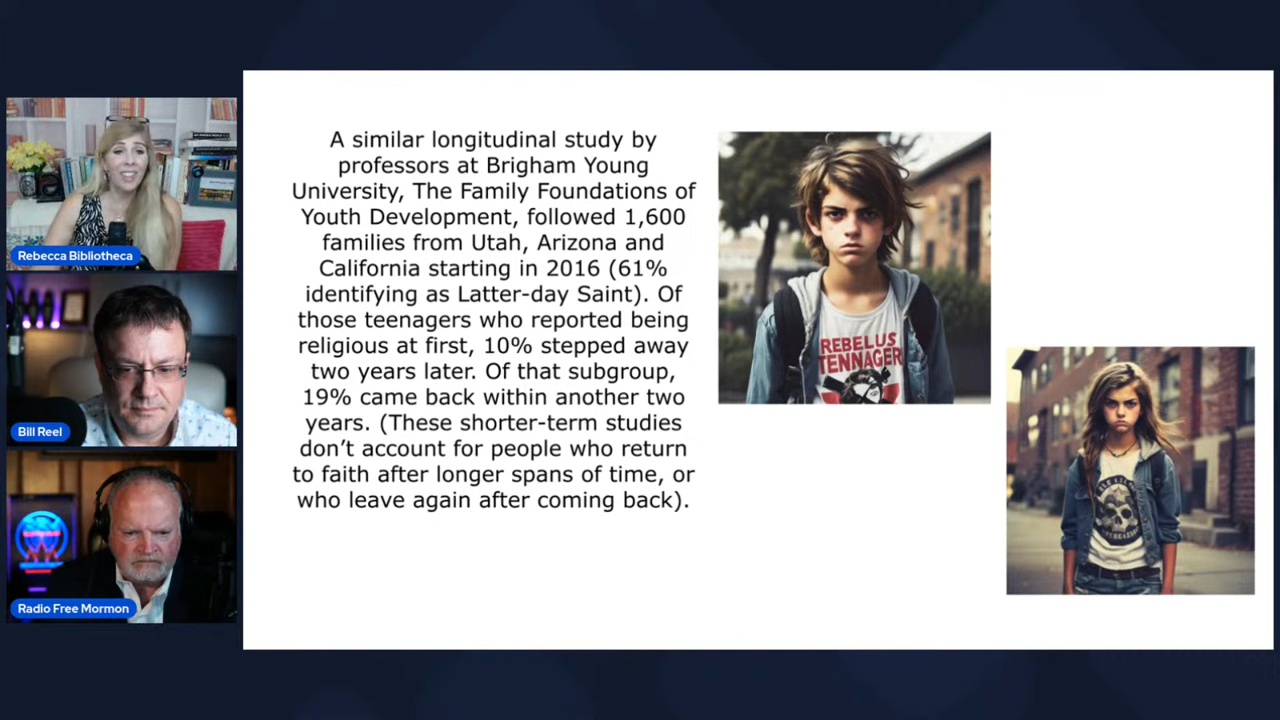 Rebecca Bibliotheca
Bill Reel
Radio Free Mormon
A similar longitudinal study by
professors at Brigham Young
University, The Family Foundations of
Youth Development, followed 1,600
families from Utah, Arizona and
California starting in 2016 (61%
identifying as Latter-day Saint). Of
those teenagers who reported being
religious at first, 10% stepped away
two years later. Of that subgroup,
19% came back within another two
years. (These shorter-term studies
don’t account for people who return
to faith after longer spans of time, or
who leave again after coming back).
REBELUS
TENNAGER